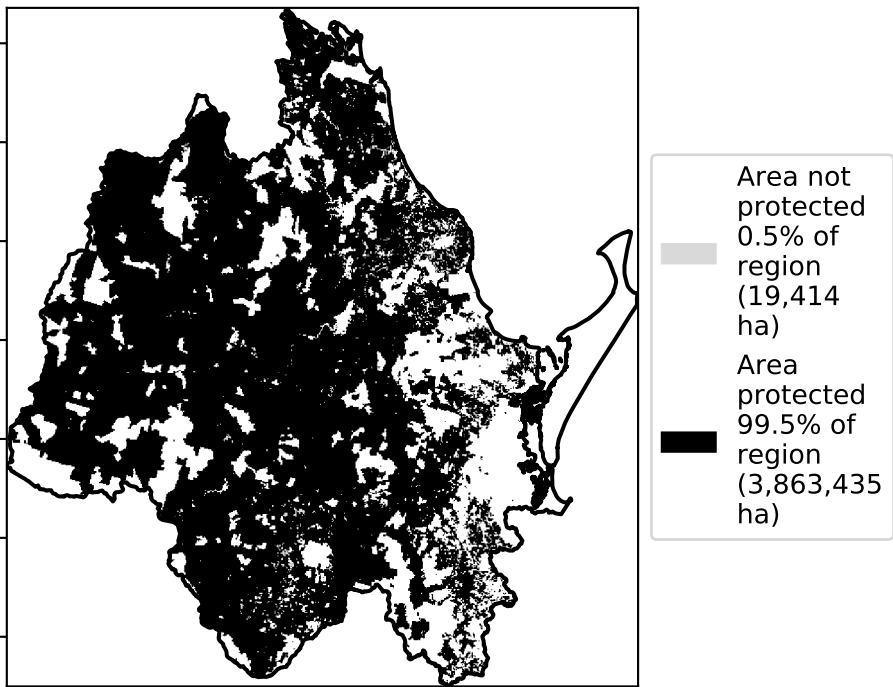 Area not
protected
0.5% of
region
(19,414
ha)
Area
protected
99.5% of
region
(3,863,435
ha)